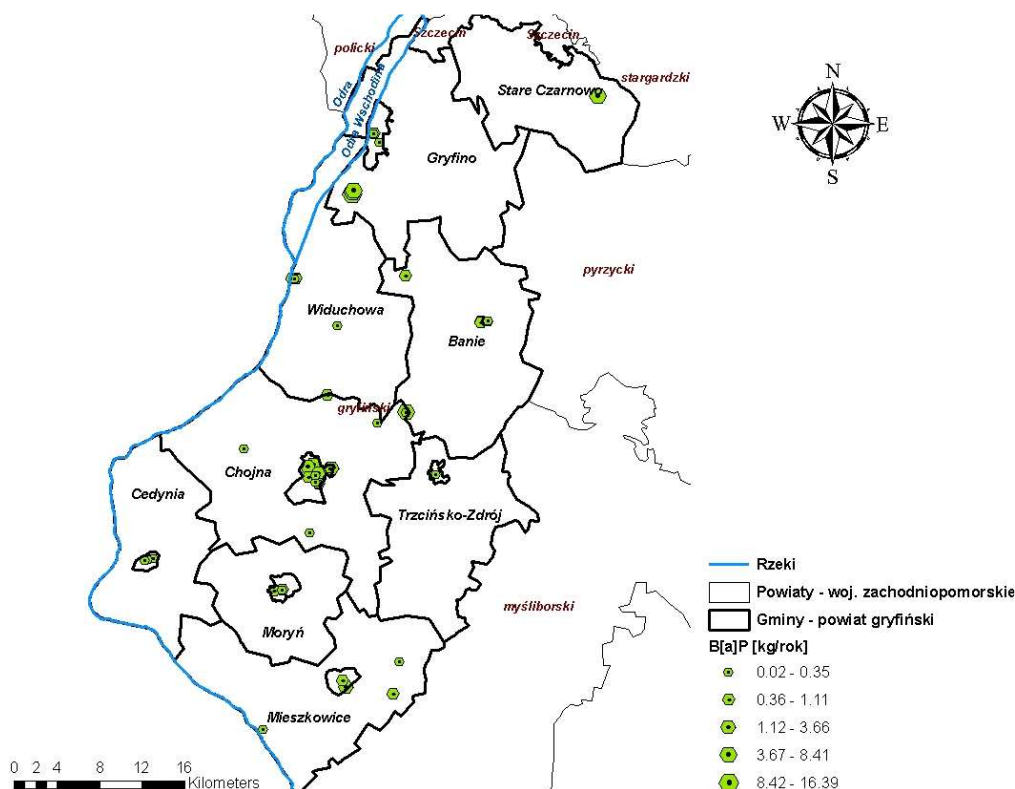 policki
Szczecin
Szczecin
stargardzki
Stare Czarnowo
Odra
Odra Wschodina
Gryfino
N
W
E
S
pyrzycki
Widuchowa
Banie
gryfiński
Chojna
Cedynia
Trzcińsko-Zdrój
myśliborski
Moryń
Mieszkowice
Rzeki
Powiaty - woj. zachodniopomorskie
Gminy - powiat gryfiński
B[a]P [kg/rok]
0.02 - 0.35
0.36 - 1.11
1.12 - 3.66
3.67 - 8.41
8.42 - 16.39
0 2 4 8 12 16
Kilometers